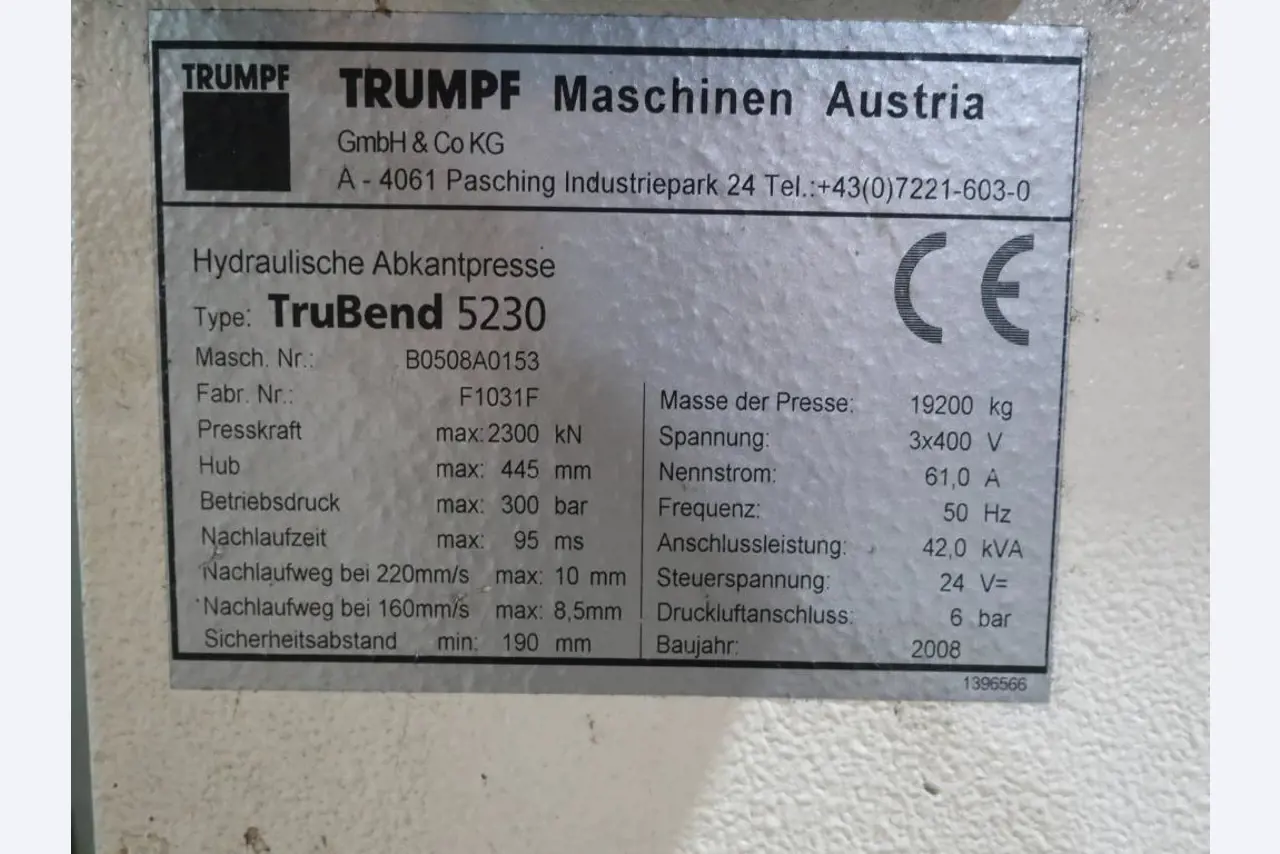 TRUMPF
TRUMPF Maschinen Austria
GmbH & Co KG
A - 4061 Pasching Industriepark 24 Tel.:+43(0)7221-603-0
Hydraulische Abkantpresse
Type: TruBend 5230
CE
Masch. Nr.: B0508A0153
Fabr. Nr.: F1031F
Presskraft max: 2300 kN
Hub max: 445 mm
Betriebsdruck max: 300 bar
Nachlaufzeit max: 95 ms
Nachlaufweg bei 220mm/s max: 10 mm
Nachlaufweg bei 160mm/s max: 8,5mm
Sicherheitsabstand min: 190 mm
Masse der Presse: 19200 kg
Spannung: 3x400 V
Nennstrom: 61,0 A
Frequenz: 50 Hz
Anschlussleistung: 42,0 kVA
Steuerspannung: 24 V=
Druckluftanschluss: 6 bar
Baujahr: 2008
1396566